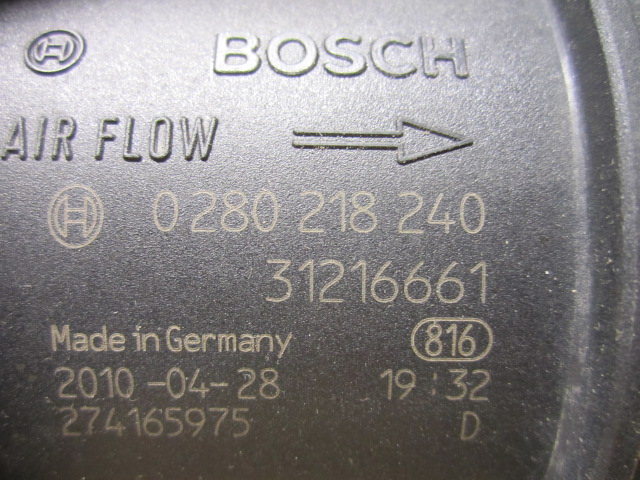 BOSCH
AIR FLOW
0 280 218 240
31216661
Made in Germany 816
2010-04-28 19:32
274165975 D